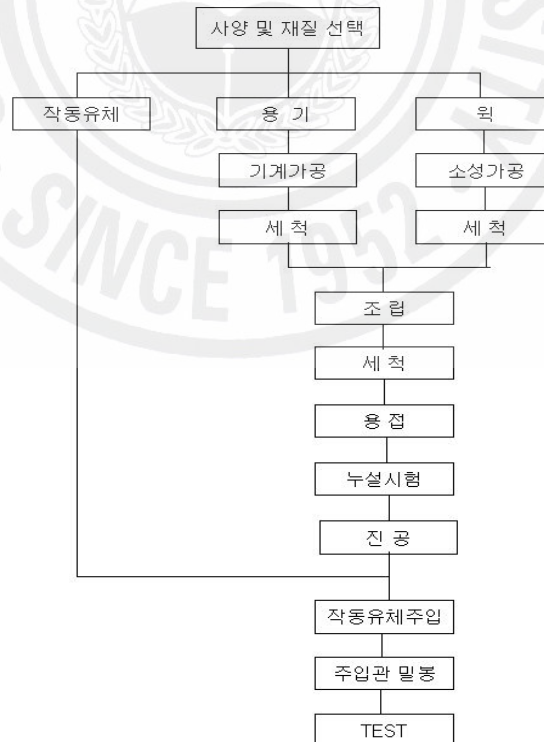 사양 및 재질 선택
작동유체
용 기
윅
기계가공
소성가공
세 척
세 척
조 립
세 척
용 접
누설시험
진 공
작동유체주입
주입관 밀봉
TEST
SINCE 1952